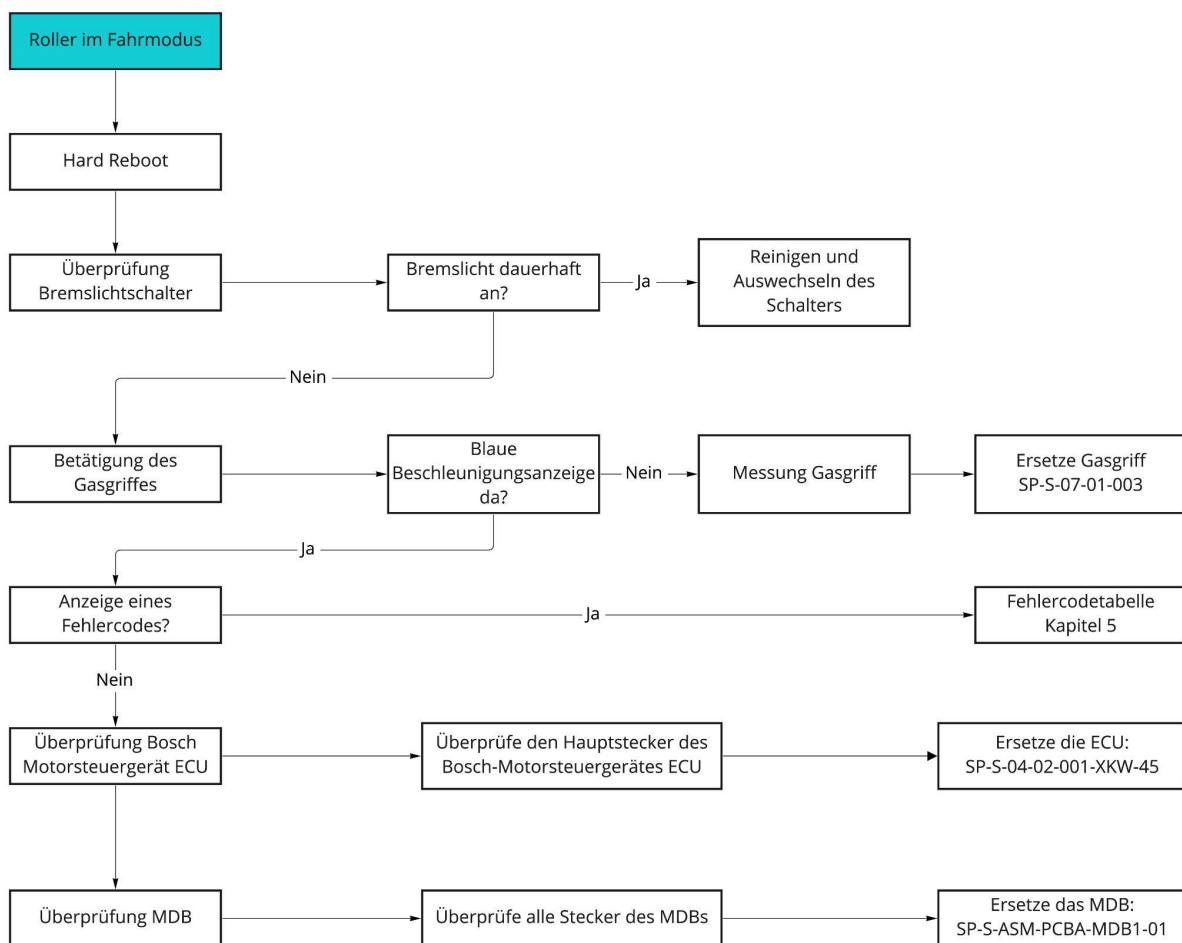 Roller im Fahrmodus
Hard Reboot
Überprüfung
Bremslichtschalter
Bremslicht dauerhaft
an?
Ja
Reinigen und
Auswechseln des
Schalters
Nein
Betätigung des
Gasgriffes
Blaue
Beschleunigungsanzeige
da?
Nein
Messung Gasgriff
Ersetze Gasgriff
SP-S-07-01-003
Ja
Anzeige eines
Fehlercodes?
Ja
Fehlercodetabelle
Kapitel 5
Nein
Überprüfung Bosch
Motorsteuergerät ECU
Überprüfe den Hauptstecker des
Bosch-Motorsteuergerätes ECU
Ersetze die ECU:
SP-S-04-02-001-XKW-45
Überprüfung MDB
Überprüfe alle Stecker des MDBs
Ersetze das MDB:
SP-S-ASM-PCBA-MDB1-01